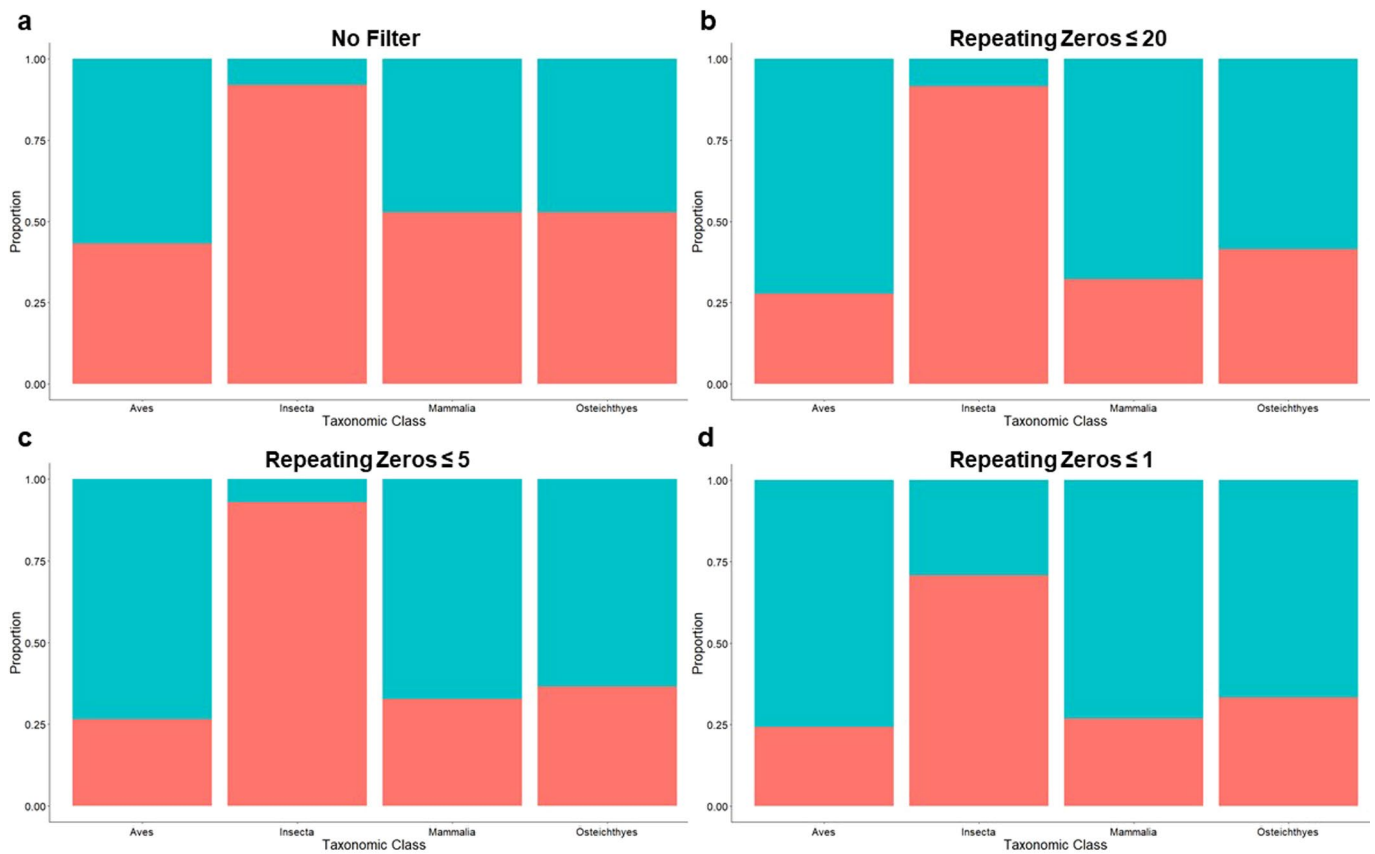 a
No Filter
1.00
0.75
0.50
0.25
0.00
Proportion
Aves Insecta Mammalia Osteichthyes
Taxonomic Class
b
Repeating Zeros ≤ 20
1.00
0.75
0.50
0.25
0.00
Proportion
Aves Insecta Mammalia Osteichthyes
Taxonomic Class
c
Repeating Zeros ≤ 5
1.00
0.75
0.50
0.25
0.00
Proportion
Aves Insecta Mammalia Osteichthyes
Taxonomic Class
d
Repeating Zeros ≤ 1
1.00
0.75
0.50
0.25
0.00
Proportion
Aves Insecta Mammalia Osteichthyes
Taxonomic Class